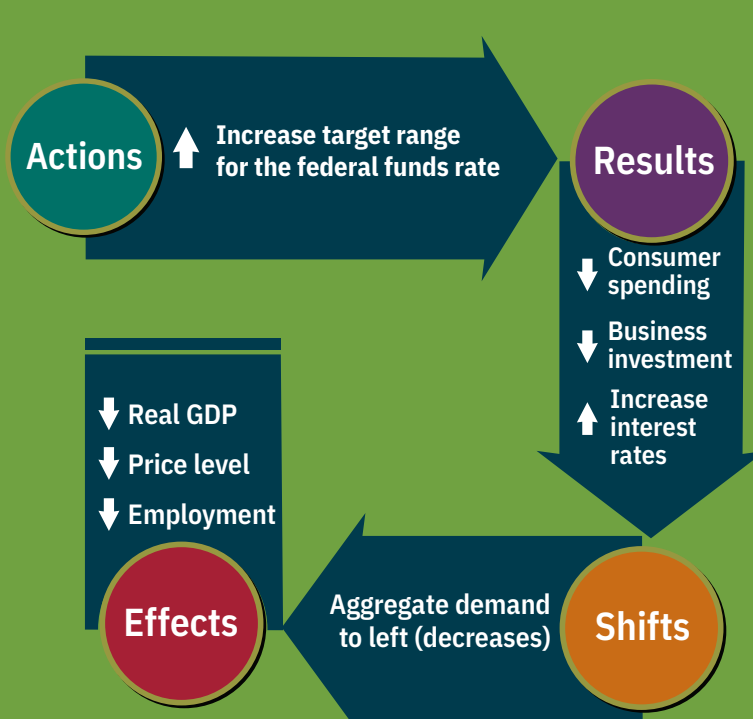 Actions
Increase target range
for the federal funds rate
Results
Consumer
spending
Business
investment
Increase
interest
rates
Shifts
Aggregate demand
to left (decreases)
Effects
Real GDP
Price level
Employment